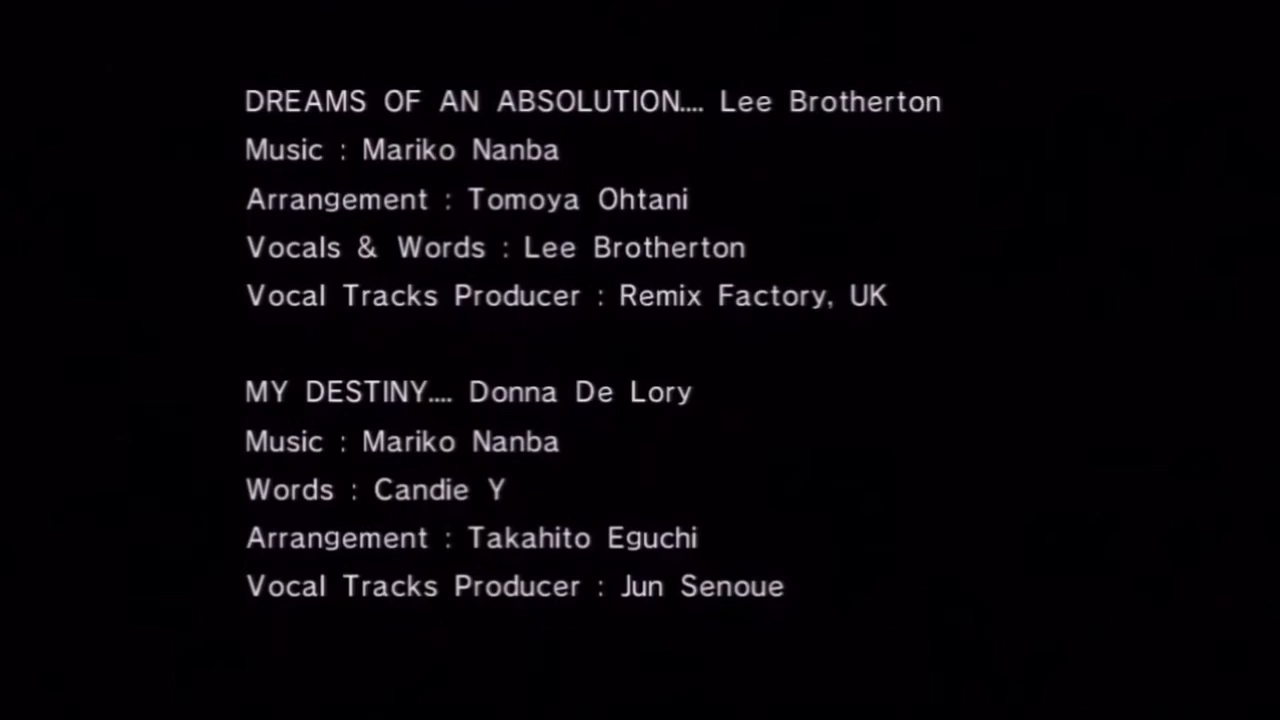 DREAMS OF AN ABSOLUTION.... Lee Brotherton
Music : Mariko Nanba
Arrangement : Tomoya Ohtani
Vocals & Words : Lee Brotherton
Vocal Tracks Producer : Remix Factory, UK
MY DESTINY.... Donna De Lory
Music : Mariko Nanba
Words : Candie Y
Arrangement : Takahito Eguchi
Vocal Tracks Producer : Jun Senoue